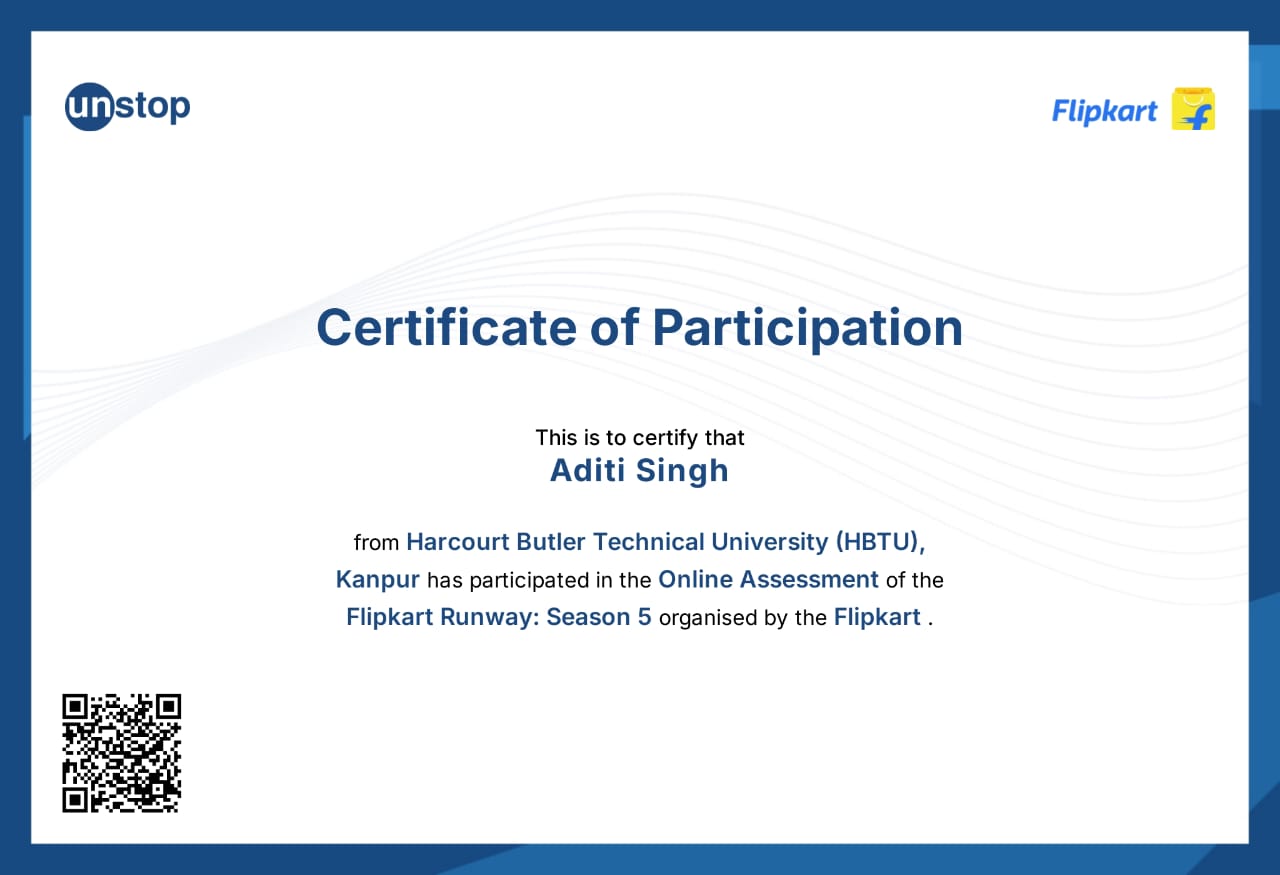 unstop
Flipkart
Certificate of Participation
This is to certify that
Aditi Singh
from Harcourt Butler Technical University (HBTU),
Kanpur has participated in the Online Assessment of the
Flipkart Runway: Season 5 organised by the Flipkart .